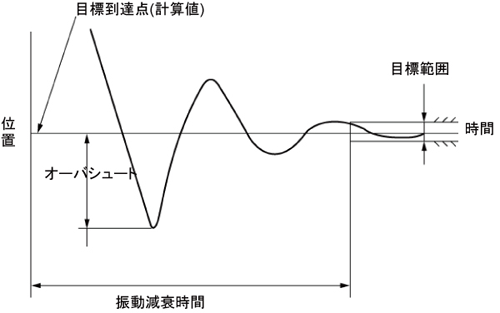 目標到達点(計算値)
目標範囲
位置
時間
オーバシュート
振動減衰時間